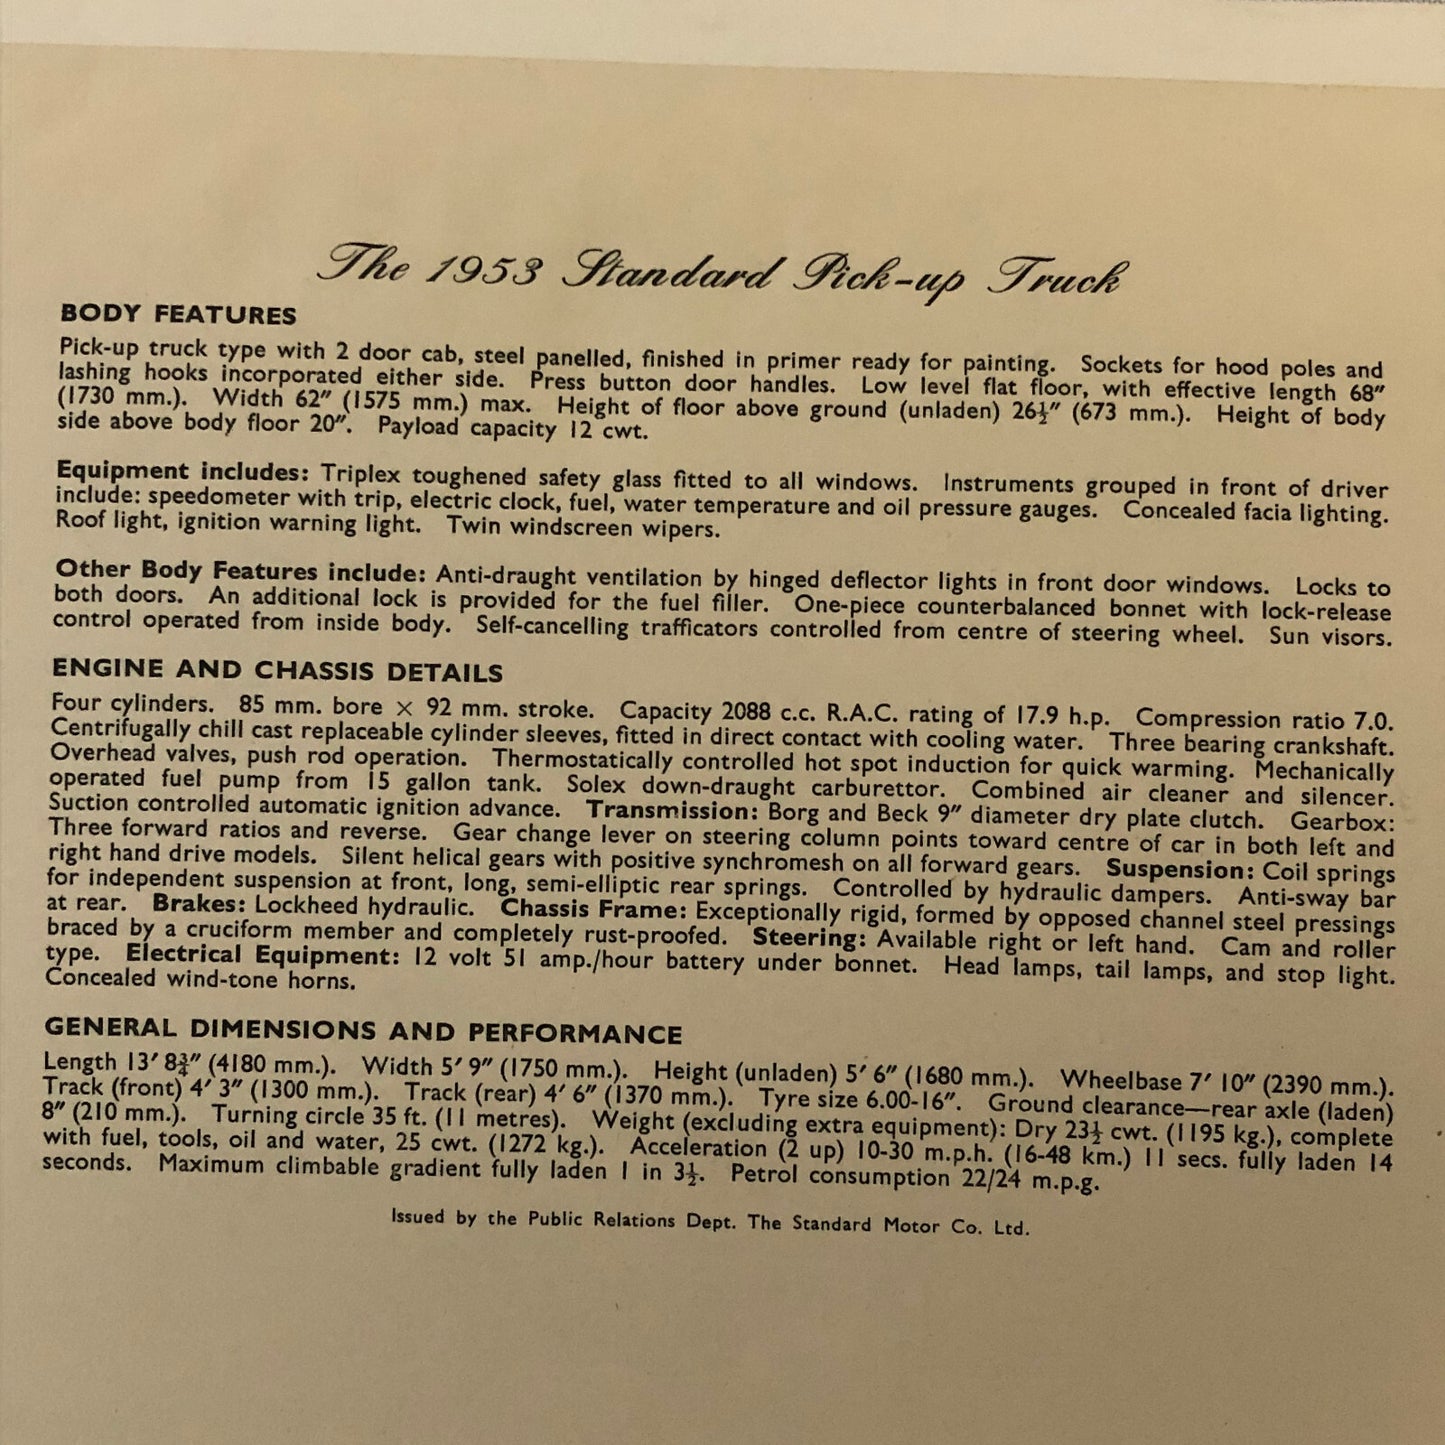 The 1953 Standard Pick-up Truck
BODY FEATURES
Pick-up truck type with 2 door cab, steel panelled, finished in primer ready for painting. Sockets for hood poles and
lashing hooks incorporated either side. Press button door handles. Low level flat floor, with effective length 68″
(1730 mm.). Width 62″ (1575 mm.) max. Height of floor above ground (unladen) 26½″ (673 mm.). Height of body
side above body floor 20″. Payload capacity 12 cwt.
Equipment includes: Triplex toughened safety glass fitted to all windows. Instruments grouped in front of driver
include: speedometer with trip, electric clock, fuel, water temperature and oil pressure gauges. Concealed facia lighting.
Roof light, ignition warning light. Twin windscreen wipers.
Other Body Features include: Anti-draught ventilation by hinged deflector lights in front door windows. Locks to
both doors. An additional lock is provided for the fuel filler. One-piece counterbalanced bonnet with lock-release
control operated from inside body. Self-cancelling trafficators controlled from centre of steering wheel. Sun visors.
ENGINE AND CHASSIS DETAILS
Four cylinders. 85 mm. bore × 92 mm. stroke. Capacity 2088 c.c. R.A.C. rating of 17.9 h.p. Compression ratio 7.0.
Centrifugally chill cast replaceable cylinder sleeves, fitted in direct contact with cooling water. Three bearing crankshaft.
Overhead valves, push rod operation. Thermostatically controlled hot spot induction for quick warming. Mechanically
operated fuel pump from 15 gallon tank. Solex down-draught carburettor. Combined air cleaner and silencer.
Suction controlled automatic ignition advance. Transmission: Borg and Beck 9″ diameter dry plate clutch. Gearbox:
Three forward ratios and reverse. Gear change lever on steering column points toward centre of car in both left and
right hand drive models. Silent helical gears with positive synchromesh on all forward gears. Suspension: Coil springs
for independent suspension at front, long, semi-elliptic rear springs. Controlled by hydraulic dampers. Anti-sway bar
at rear. Brakes: Lockheed hydraulic. Chassis Frame: Exceptionally rigid, formed by opposed channel steel pressings
braced by a cruciform member and completely rust-proofed. Steering: Available right or left hand. Cam and roller
type. Electrical Equipment: 12 volt 51 amp./hour battery under bonnet. Head lamps, tail lamps, and stop light.
Concealed wind-tone horns.
GENERAL DIMENSIONS AND PERFORMANCE
Length 13′ 8¾″ (4180 mm.). Width 5′ 9″ (1750 mm.). Height (unladen) 5′ 6″ (1680 mm.). Wheelbase 7′ 10″ (2390 mm.).
Track (front) 4′ 3″ (1300 mm.). Track (rear) 4′ 6″ (1370 mm.). Tyre size 6.00-16″. Ground clearance—rear axle (laden)
8″ (210 mm.). Turning circle 35 ft. (11 metres). Weight (excluding extra equipment): Dry 23½ cwt. (1195 kg.), complete
with fuel, tools, oil and water, 25 cwt. (1272 kg.). Acceleration (2 up) 10-30 m.p.h. (16-48 km.) 11 secs. fully laden 14
seconds. Maximum climbable gradient fully laden 1 in 3½. Petrol consumption 22/24 m.p.g.
Issued by the Public Relations Dept. The Standard Motor Co. Ltd.